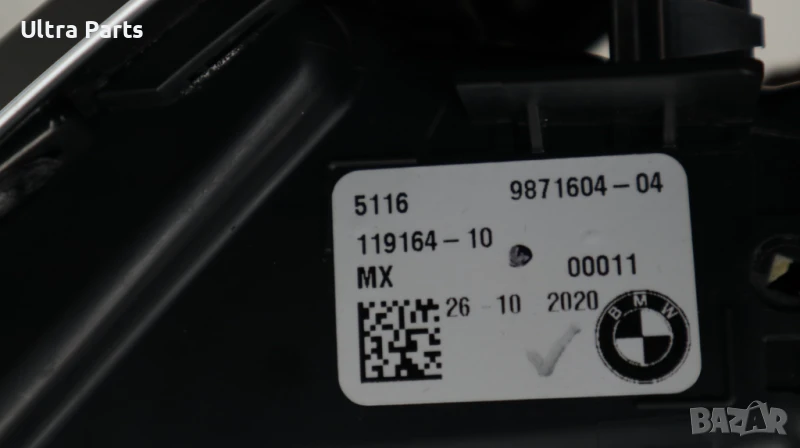 Ultra Parts
5116 9871604-04
119164-10
MX 00011
26-10 2020
BMW
BAZAR